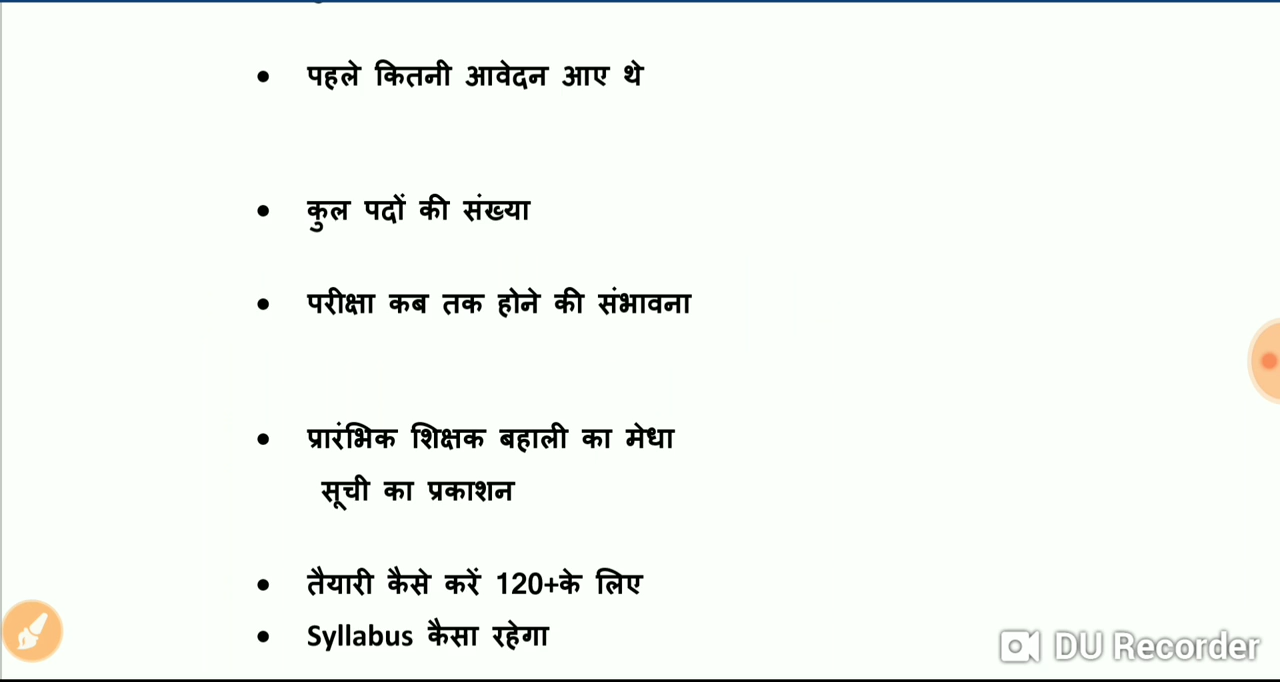 • पहले कितनी आवेदन आए थे
• कुल पदों की संख्या
• परीक्षा कब तक होने की संभावना
• प्रारंभिक शिक्षक बहाली का मेधा
सूची का प्रकाशन
• तैयारी कैसे करें 120+के लिए
• Syllabus कैसा रहेगा
DU Recorder